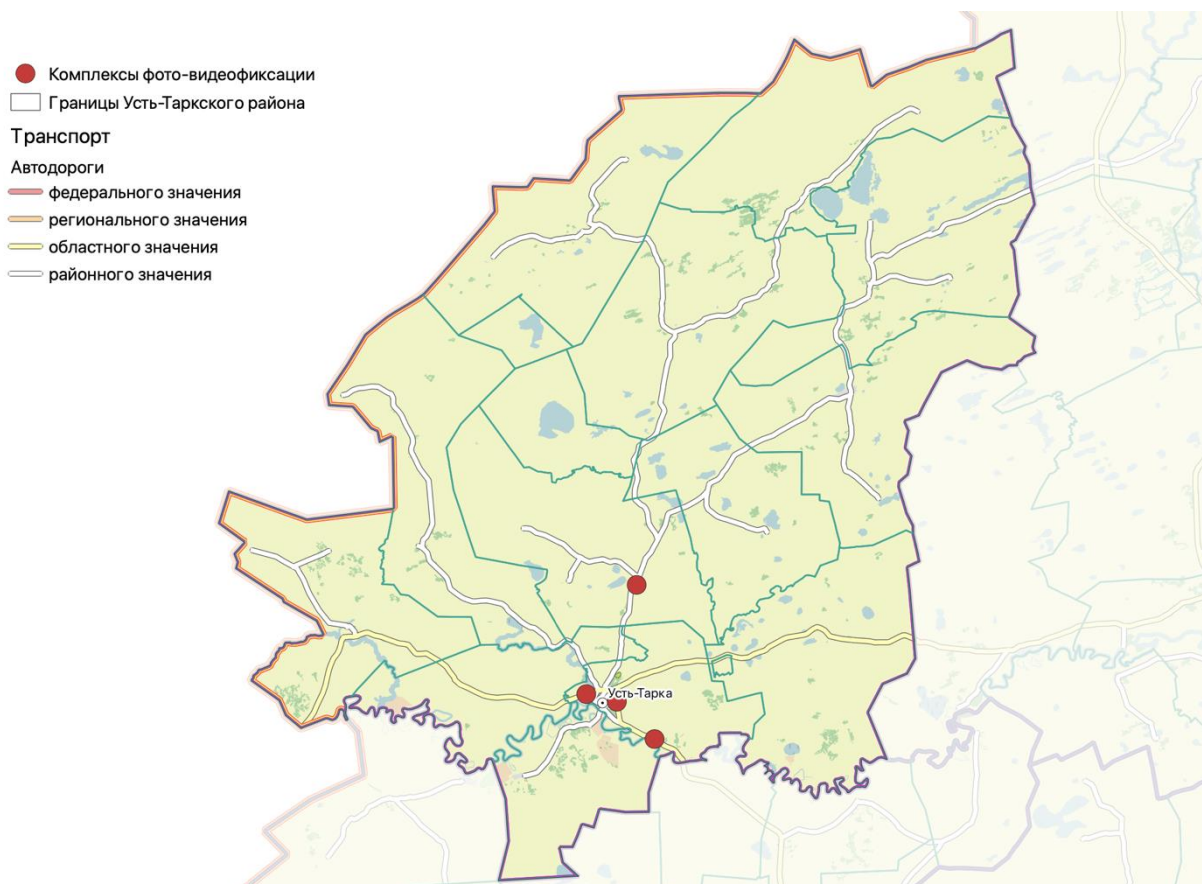 Комплексы фото-видеофиксации
Границы Усть-Таркского района
Транспорт
Автодороги
федерального значения
регионального значения
областного значения
районного значения
Усть-Тарка